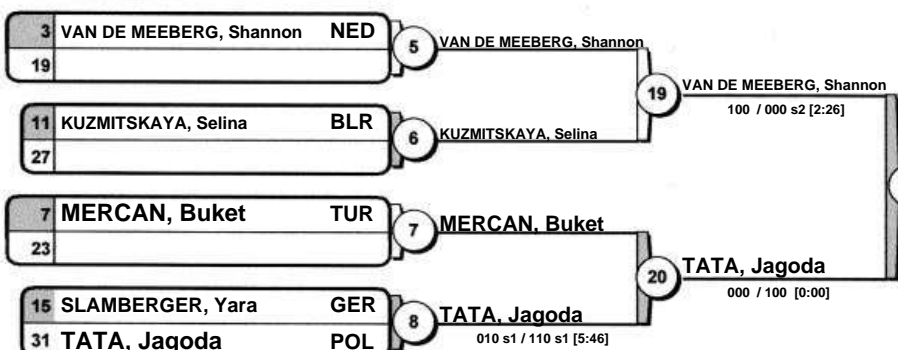 3 VAN DE MEEBERG, Shannon NED
19
5 VAN DE MEEBERG, Shannon
11 KUZMITSKAYA, Selina BLR
27
6 KUZMITSKAYA, Selina
19 VAN DE MEEBERG, Shannon
100 / 000 s2 [2:26]
7 MERCAN, Buket TUR
23
7 MERCAN, Buket
15 SLAMBERGER, Yara GER
31 TATA, Jagoda POL
8 TATA, Jagoda
010 s1 / 110 s1 [5:46]
20 TATA, Jagoda
000 / 100 [0:00]